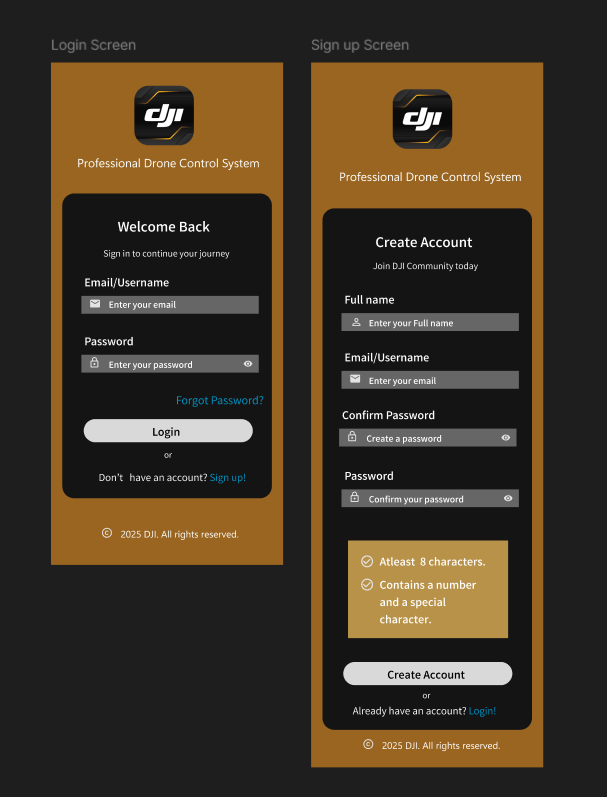 Login Screen
dji
Professional Drone Control System
Welcome Back
Sign in to continue your journey
Email/Username
Enter your email
Password
Enter your password
Forgot Password?
Login
or
Don't have an account? Sign up!
© 2025 DJI. All rights reserved.
Sign up Screen
dji
Professional Drone Control System
Create Account
Join DJI Community today
Full name
Enter your Full name
Email/Username
Enter your email
Confirm Password
Create a password
Password
Confirm your password
Atleast 8 characters.
Contains a number
and a special
character.
Create Account
or
Already have an account? Login!
© 2025 DJI. All rights reserved.